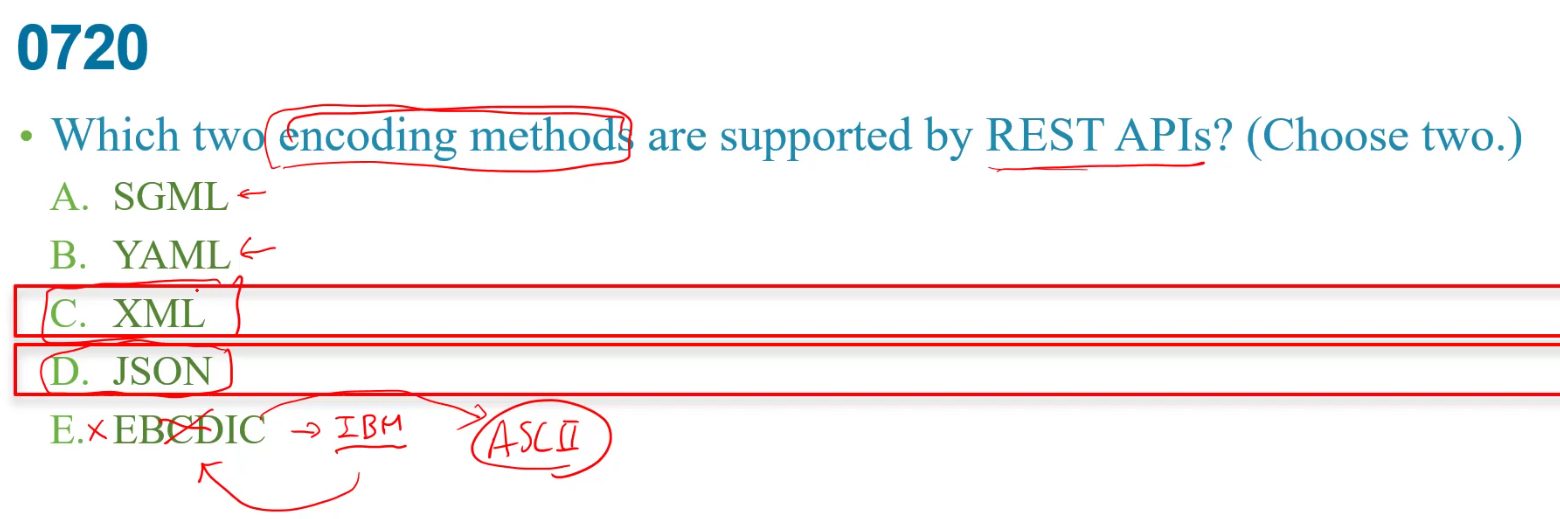 0720
• Which two encoding methods are supported by REST APIs? (Choose two.)
A. SGML
B. YAML
C. XML
D. JSON
E. x EBCDIC → IBM ASCII